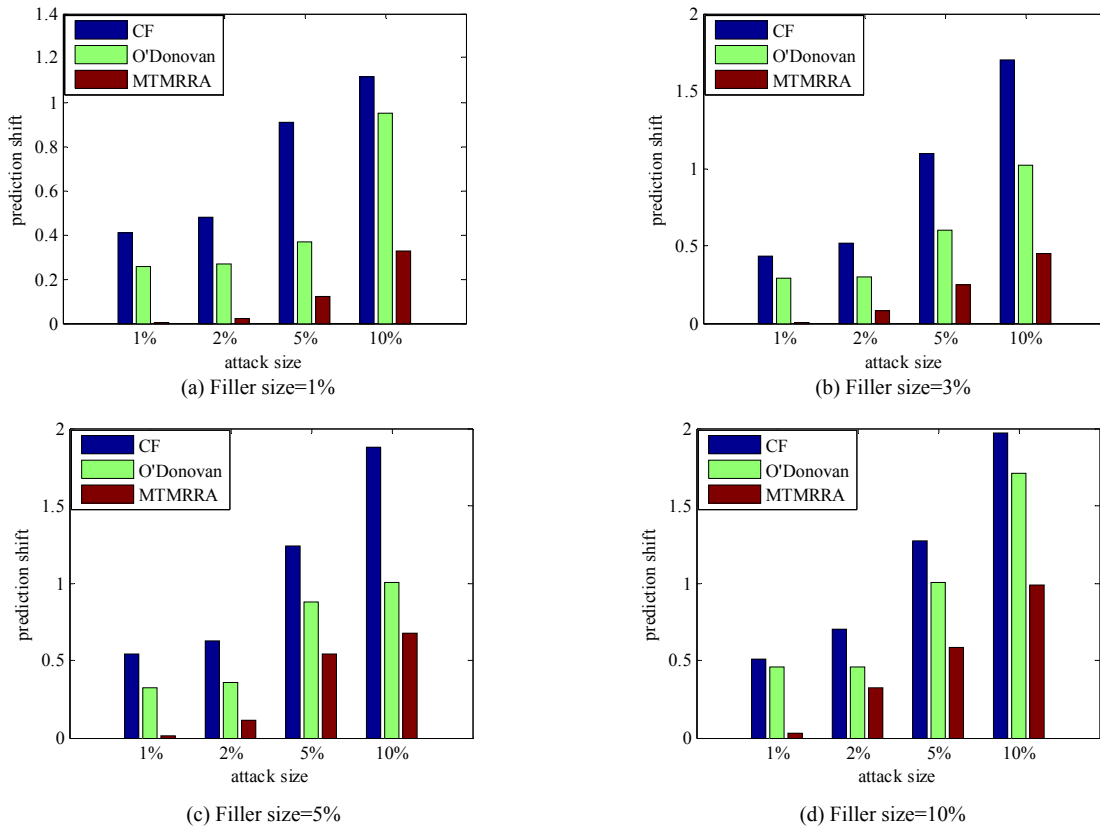 1.4
1.2
1
0.8
0.6
0.4
0.2
0
prediction shift
CF
O'Donovan
MTMRRA
1% 2% 5% 10%
attack size
(a) Filler size=1%
2
1.5
1
0.5
0
prediction shift
CF
O'Donovan
MTMRRA
1% 2% 5% 10%
attack size
(b) Filler size=3%
2
1.5
1
0.5
0
prediction shift
CF
O'Donovan
MTMRRA
1% 2% 5% 10%
attack size
(c) Filler size=5%
2
1.5
1
0.5
0
prediction shift
CF
O'Donovan
MTMRRA
1% 2% 5% 10%
attack size
(d) Filler size=10%